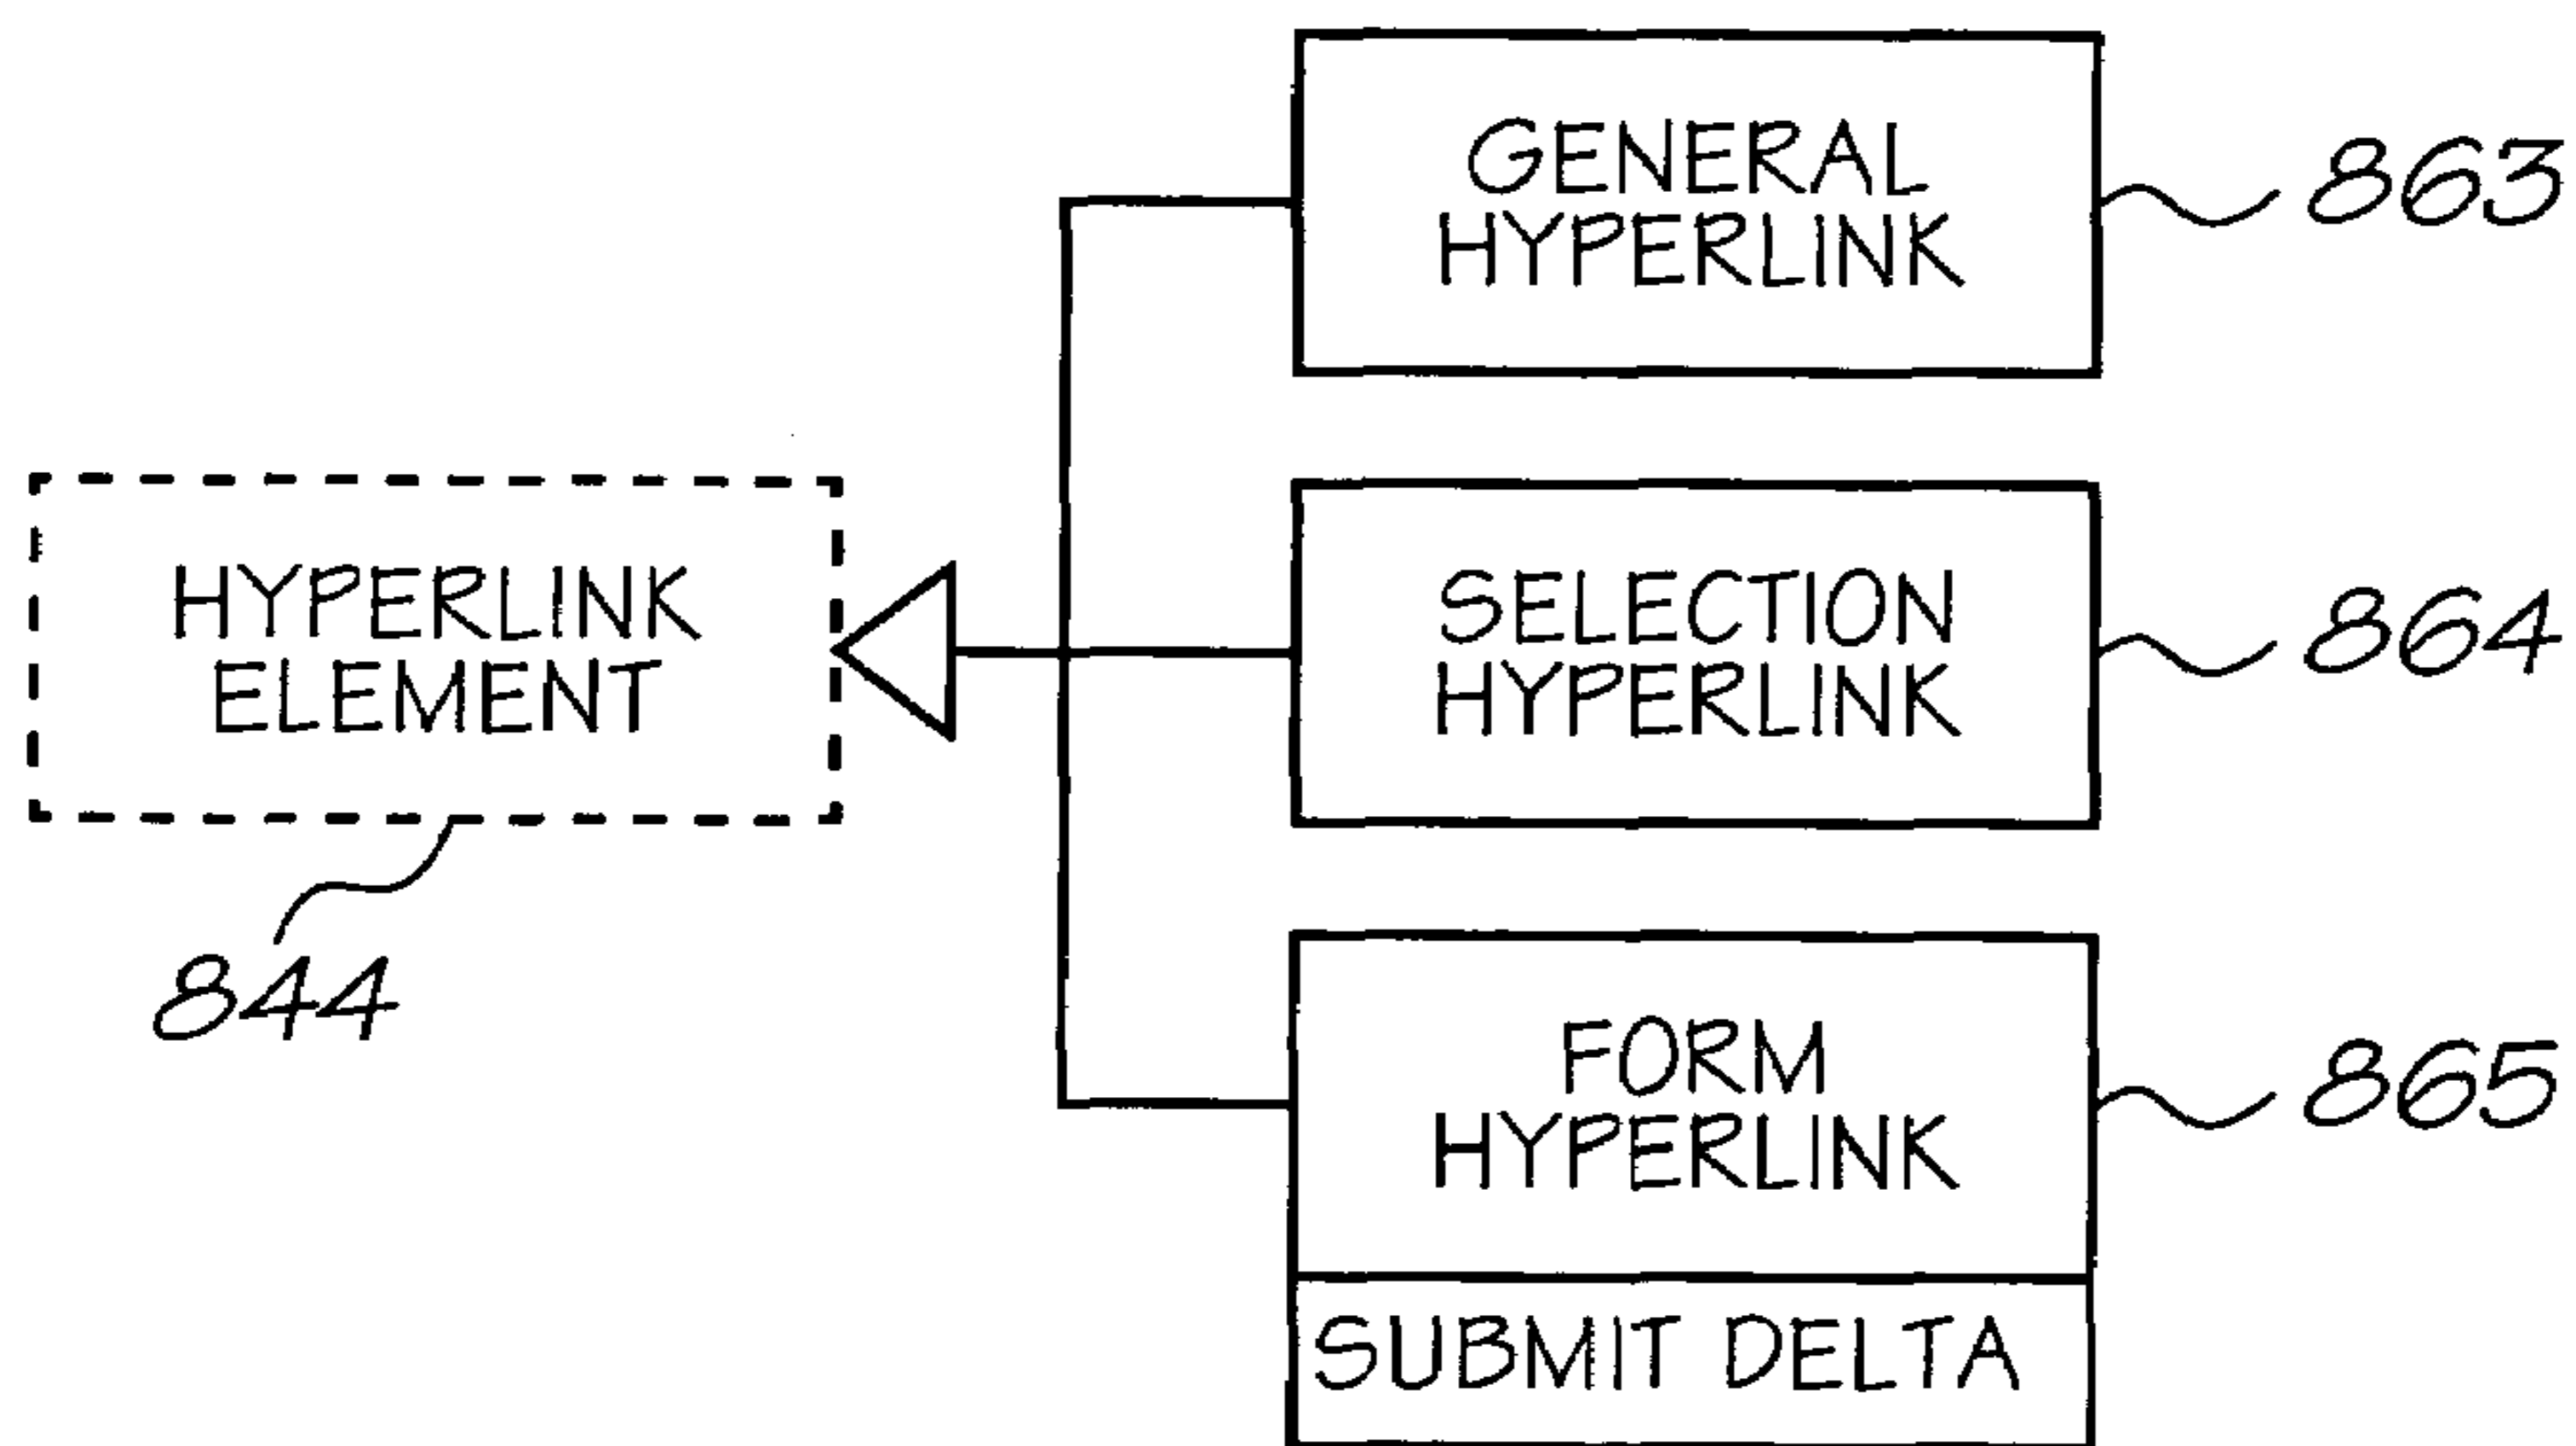 GENERAL
HYPERLINK
863
HYPERLINK
ELEMENT
844
SELECTION
HYPERLINK
864
FORM
HYPERLINK
865
SUBMIT DELTA